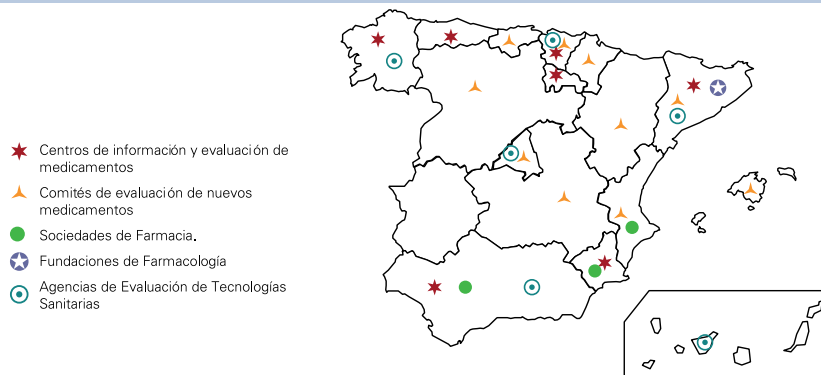 Centros de información y evaluación de
medicamentos
Comités de evaluación de nuevos
medicamentos
Sociedades de Farmacia.
Fundaciones de Farmacología
Agencias de Evaluación de Tecnologías
Sanitarias